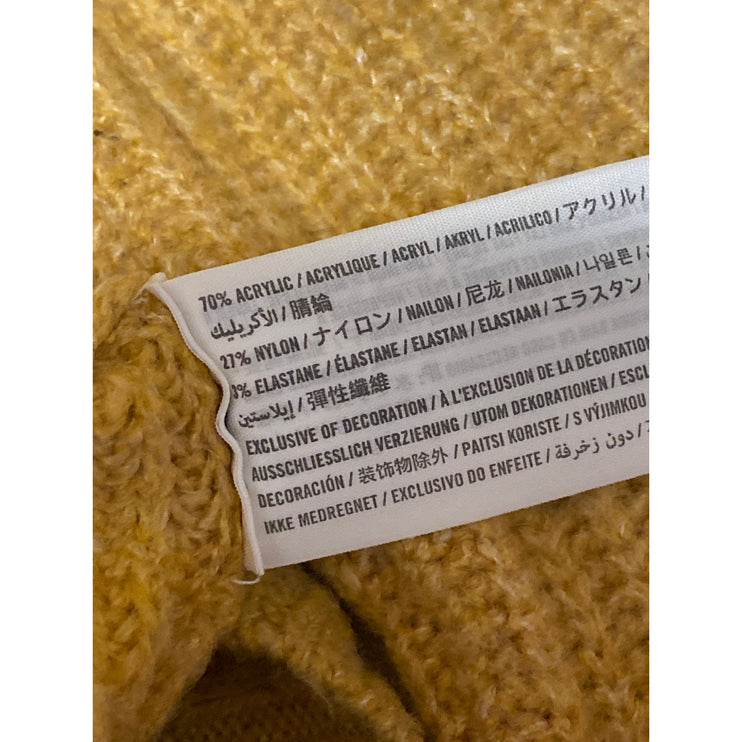 70% ACRYLIC / ACRYLIQUE / ACRYL / AKRYL / ACRILICO / アクリル /
الأكريليك / 腈綸
27% NYLON / ナイロン / NAILON / 尼龙 / NAILONIA / 나일론 /
3% ELASTANE / ÉLASTANE / ELASTAN / ELASTAAN / エラスタン /
إيلاستين / 彈性纖維
EXCLUSIVE OF DECORATION / À L'EXCLUSION DE LA DÉCORATION
AUSSCHLIESSLICH VERZIERUNG / UTOM DEKORATIONEN / ESCL
DECORACIÓN / 装饰物除外 / PAITSI KORISTE / S VÝJIMKOU
IKKE MEDREGNET / EXCLUSIVO DO ENFEITE / دون زخرفة /